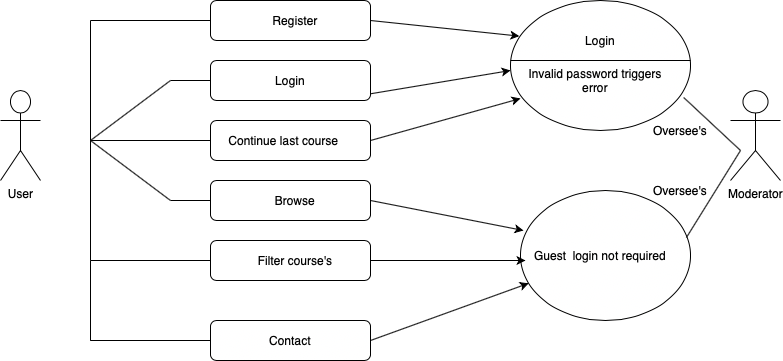 Register
Login
Login
Invalid password triggers
error
Login
Continue last course
Oversee's
User
Browse
Oversee's
Moderator
Filter course's
Guest  login not required
Contact